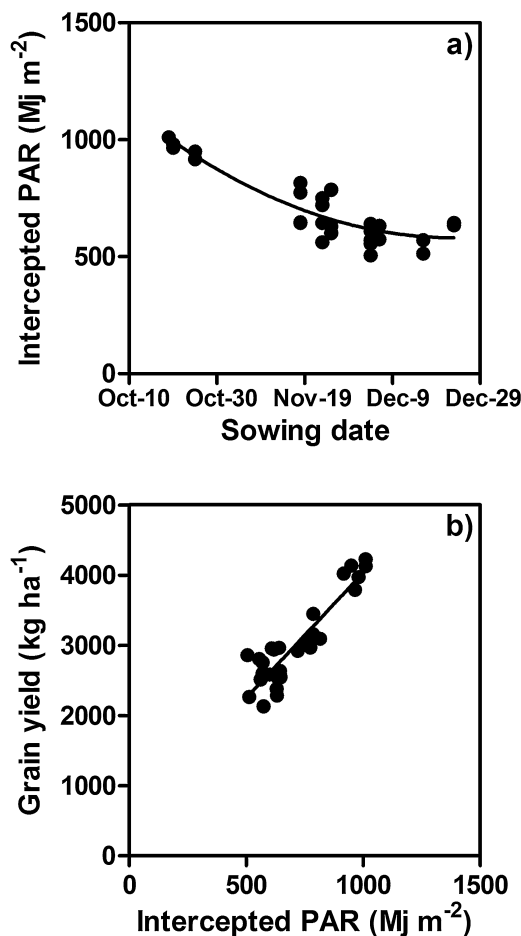 a)
1500
1000
500
0
Intercepted PAR (Mj m-2)
Oct-10 Oct-30 Nov-19 Dec-9 Dec-29
Sowing date
b)
5000
4000
3000
2000
1000
0
Grain yield (kg ha-1)
0 500 1000 1500
Intercepted PAR (Mj m-2)